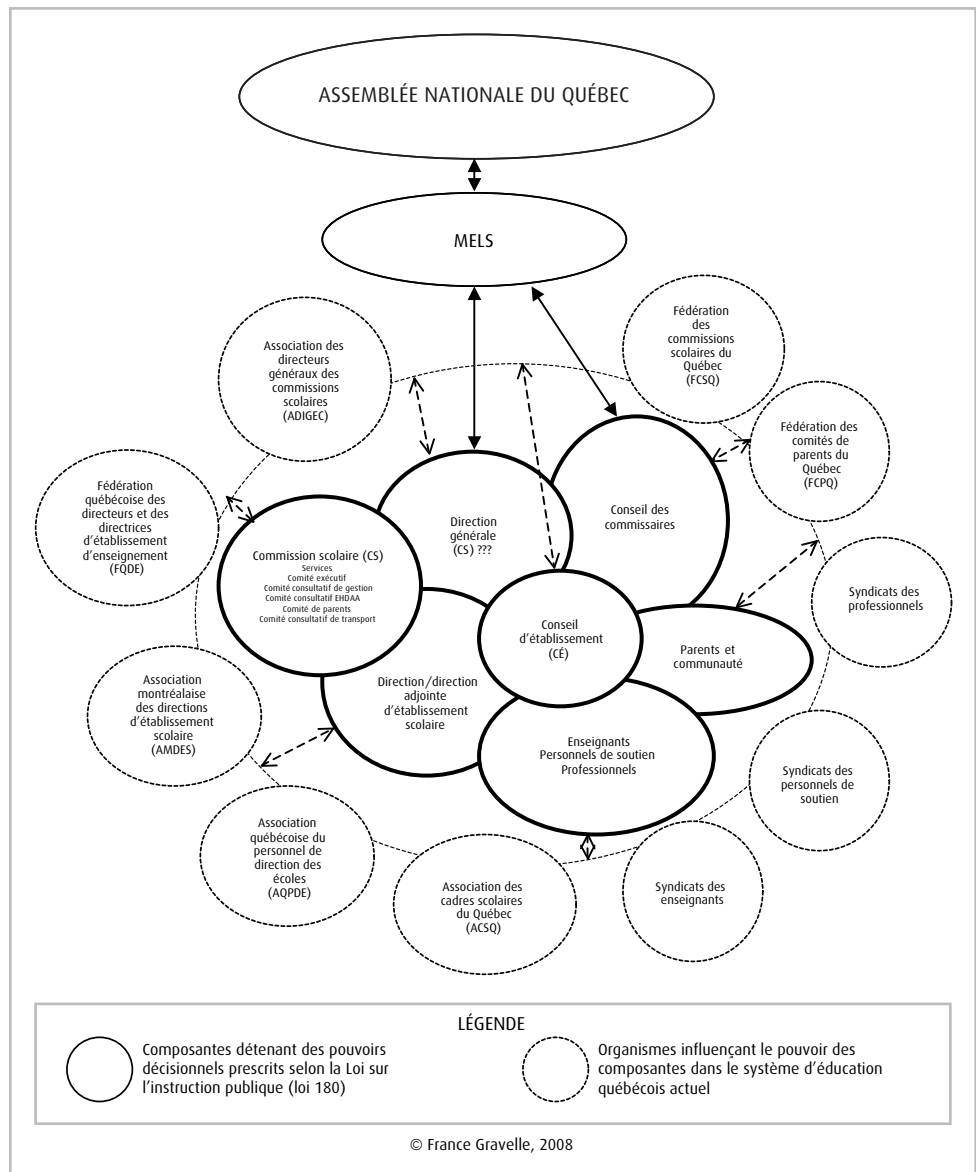 ASSEMBLÉE NATIONALE DU QUÉBEC
MELS
Association des
directeurs
généraux des
commissions
scolaires
(ADIGEC)
Fédération
des
commissions
scolaires du
Québec
(FCSQ)
Fédération des
comités de
parents du
Québec
(FCPQ)
Fédération
québécoise des
directeurs et des
directrices
d'établissement
d'enseignement
(FQDE)
Direction
générale
(CS) ???
Conseil des
commissaires
Commission scolaire (CS)
Services
Comité exécutif
Comité consultatif de gestion
Comité consultatif EHDAA
Comité de parents
Comité consultatif de transport
Syndicats des
professionnels
Conseil
d'établissement
(CÉ)
Parents et
communauté
Association
montréalaise
des directions
d'établissement
scolaire
(AMDES)
Direction/direction
adjointe
d'établissement
scolaire
Enseignants
Personnels de soutien
Professionnels
Syndicats des
personnels de
soutien
Association
québécoise du
personnel de
direction des
écoles
(AQPDE)
Association des
cadres scolaires
du Québec
(ACSQ)
Syndicats des
enseignants
LÉGENDE
Composantes détenant des pouvoirs
décisionnels prescrits selon la Loi sur
l'instruction publique (loi 180)
Organismes influençant le pouvoir des
composantes dans le système d'éducation
québécois actuel
© France Gravelle, 2008